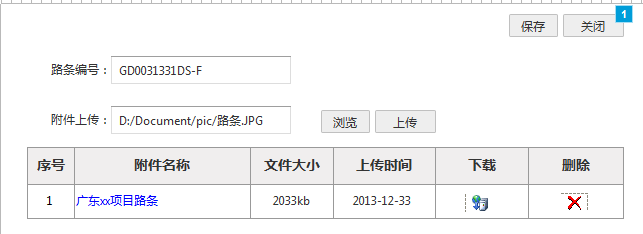 1
保存 关闭
路条编号： GD0031331DS-F
附件上传： D:/Document/pic/路条.JPG 浏览 上传
序号 附件名称 文件大小 上传时间 下载 删除
1 广东xx项目路条 2033kb 2013-12-33